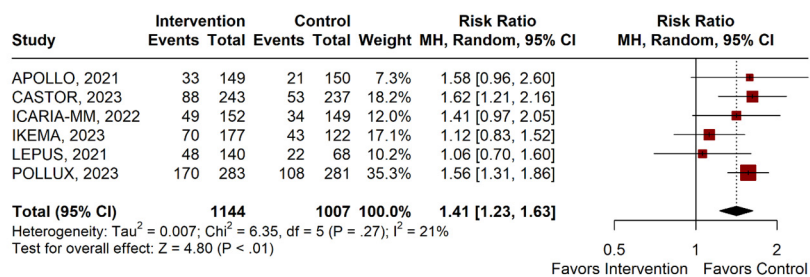 Intervention Control Risk Ratio Risk Ratio
Study Events Total Events Total Weight MH, Random, 95% CI MH, Random, 95% CI
APOLLO, 2021 33 149 21 150 7.3% 1.58 [0.96, 2.60]
CASTOR, 2023 88 243 53 237 18.2% 1.62 [1.21, 2.16]
ICARIA-MM, 2022 49 152 34 149 12.0% 1.41 [0.97, 2.05]
IKEMA, 2023 70 177 43 122 17.1% 1.12 [0.83, 1.52]
LEPUS, 2021 48 140 22 68 10.2% 1.06 [0.70, 1.60]
POLLUX, 2023 170 283 108 281 35.3% 1.56 [1.31, 1.86]
Total (95% CI) 1144 1007 100.0% 1.41 [1.23, 1.63]
Heterogeneity: Tau² = 0.007; Chi² = 6.35, df = 5 (P = .27); I² = 21%
Test for overall effect: Z = 4.80 (P < .01)
0.5 1 2
Favors Intervention Favors Control